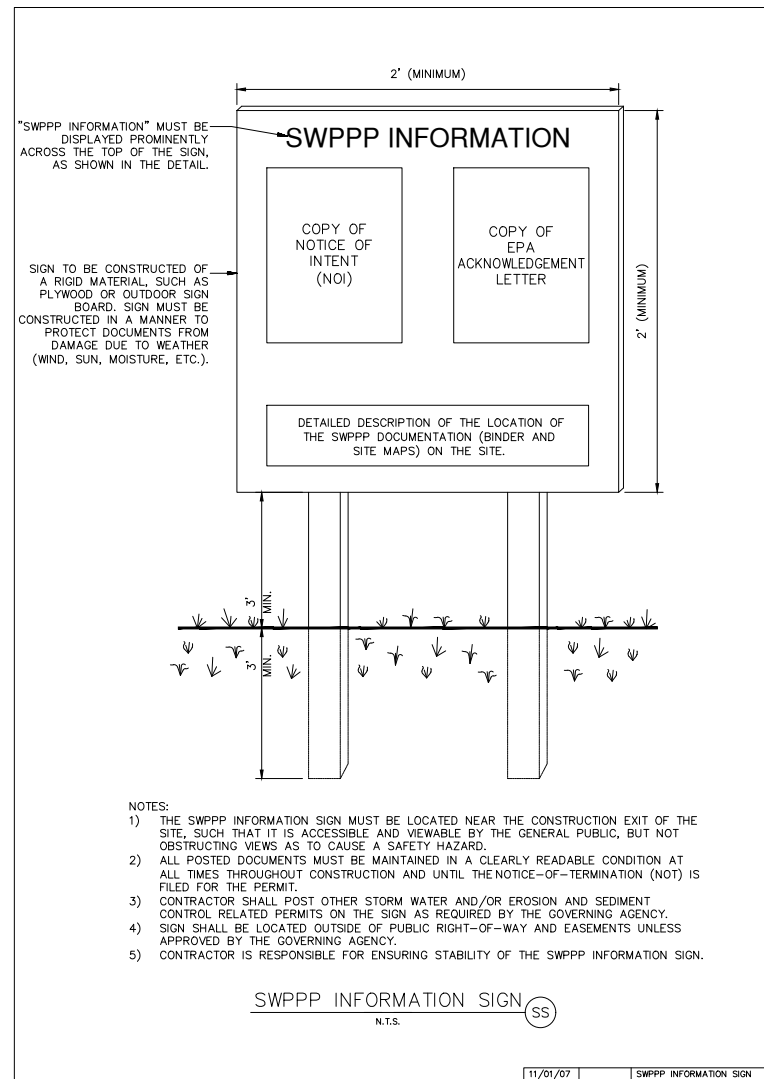 2' (MINIMUM)
"SWPPP INFORMATION" MUST BE
DISPLAYED PROMINENTLY
ACROSS THE TOP OF THE SIGN,
AS SHOWN IN THE DETAIL.
SWPPP INFORMATION
COPY OF
NOTICE OF
INTENT
(NOI)
COPY OF
EPA
ACKNOWLEDGEMENT
LETTER
SIGN TO BE CONSTRUCTED OF
A RIGID MATERIAL, SUCH AS
PLYWOOD OR OUTDOOR SIGN
BOARD. SIGN MUST BE
CONSTRUCTED IN A MANNER TO
PROTECT DOCUMENTS FROM
DAMAGE DUE TO WEATHER
(WIND, SUN, MOISTURE, ETC.).
2' (MINIMUM)
DETAILED DESCRIPTION OF THE LOCATION OF
THE SWPPP DOCUMENTATION (BINDER AND
SITE MAPS) ON THE SITE.
3'
MIN.
3'
MIN.
NOTES:
1) THE SWPPP INFORMATION SIGN MUST BE LOCATED NEAR THE CONSTRUCTION EXIT OF THE
SITE, SUCH THAT IT IS ACCESSIBLE AND VIEWABLE BY THE GENERAL PUBLIC, BUT NOT
OBSTRUCTING VIEWS AS TO CAUSE A SAFETY HAZARD.
2) ALL POSTED DOCUMENTS MUST BE MAINTAINED IN A CLEARLY READABLE CONDITION AT
ALL TIMES THROUGHOUT CONSTRUCTION AND UNTIL THE NOTICE-OF-TERMINATION (NOT) IS
FILED FOR THE PERMIT.
3) CONTRACTOR SHALL POST OTHER STORM WATER AND/OR EROSION AND SEDIMENT
CONTROL RELATED PERMITS ON THE SIGN AS REQUIRED BY THE GOVERNING AGENCY.
4) SIGN SHALL BE LOCATED OUTSIDE OF PUBLIC RIGHT-OF-WAY AND EASEMENTS UNLESS
APPROVED BY THE GOVERNING AGENCY.
5) CONTRACTOR IS RESPONSIBLE FOR ENSURING STABILITY OF THE SWPPP INFORMATION SIGN.
SWPPP INFORMATION SIGN SS
N.T.S.
11/01/07 SWPPP INFORMATION SIGN